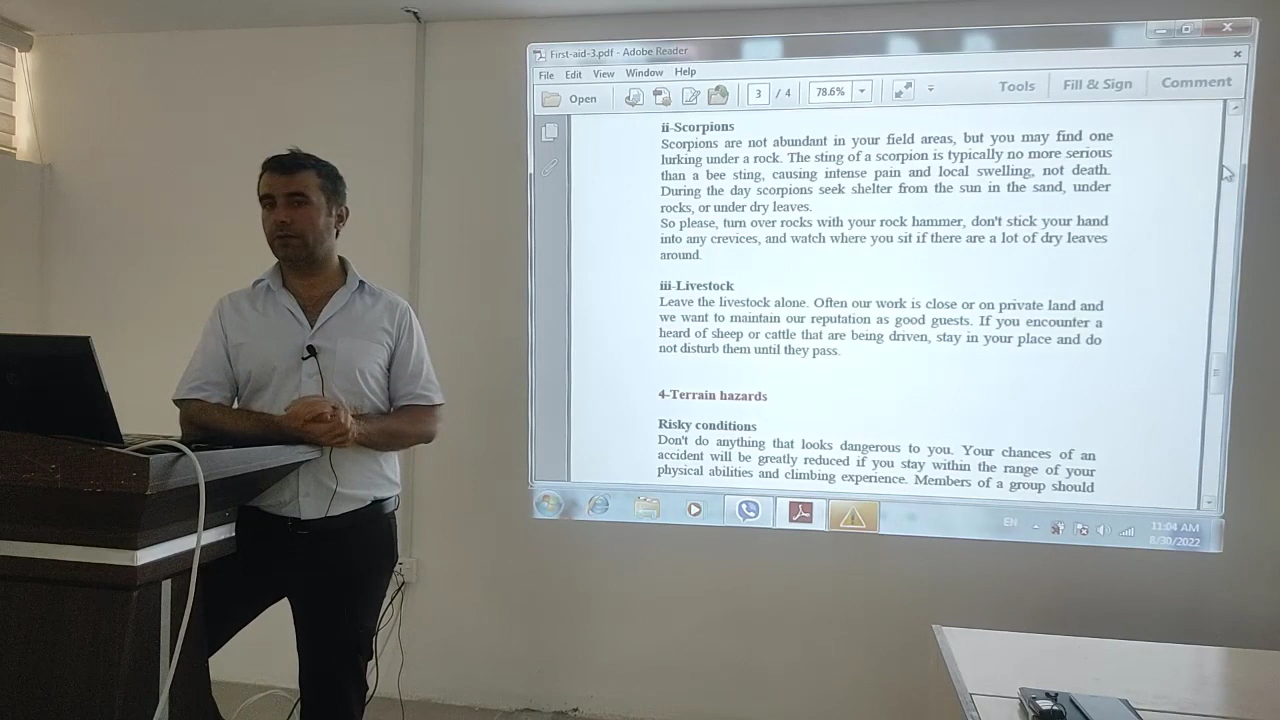 First-aid-3.pdf - Adobe Reader
File Edit View Window Help
Open 3 / 4 78.6% Tools Fill & Sign Comment
ii-Scorpions
Scorpions are not abundant in your field areas, but you may find one
lurking under a rock. The sting of a scorpion is typically no more serious
than a bee sting, causing intense pain and local swelling, not death.
During the day scorpions seek shelter from the sun in the sand, under
rocks, or under dry leaves.
So please, turn over rocks with your rock hammer, don't stick your hand
into any crevices, and watch where you sit if there are a lot of dry leaves
around.
iii-Livestock
Leave the livestock alone. Often our work is close or on private land and
we want to maintain our reputation as good guests. If you encounter a
heard of sheep or cattle that are being driven, stay in your place and do
not disturb them until they pass.
4-Terrain hazards
Risky conditions
Don't do anything that looks dangerous to you. Your chances of an
accident will be greatly reduced if you stay within the range of your
physical abilities and climbing experience. Members of a group should
EN 11:04 AM
8/30/2022